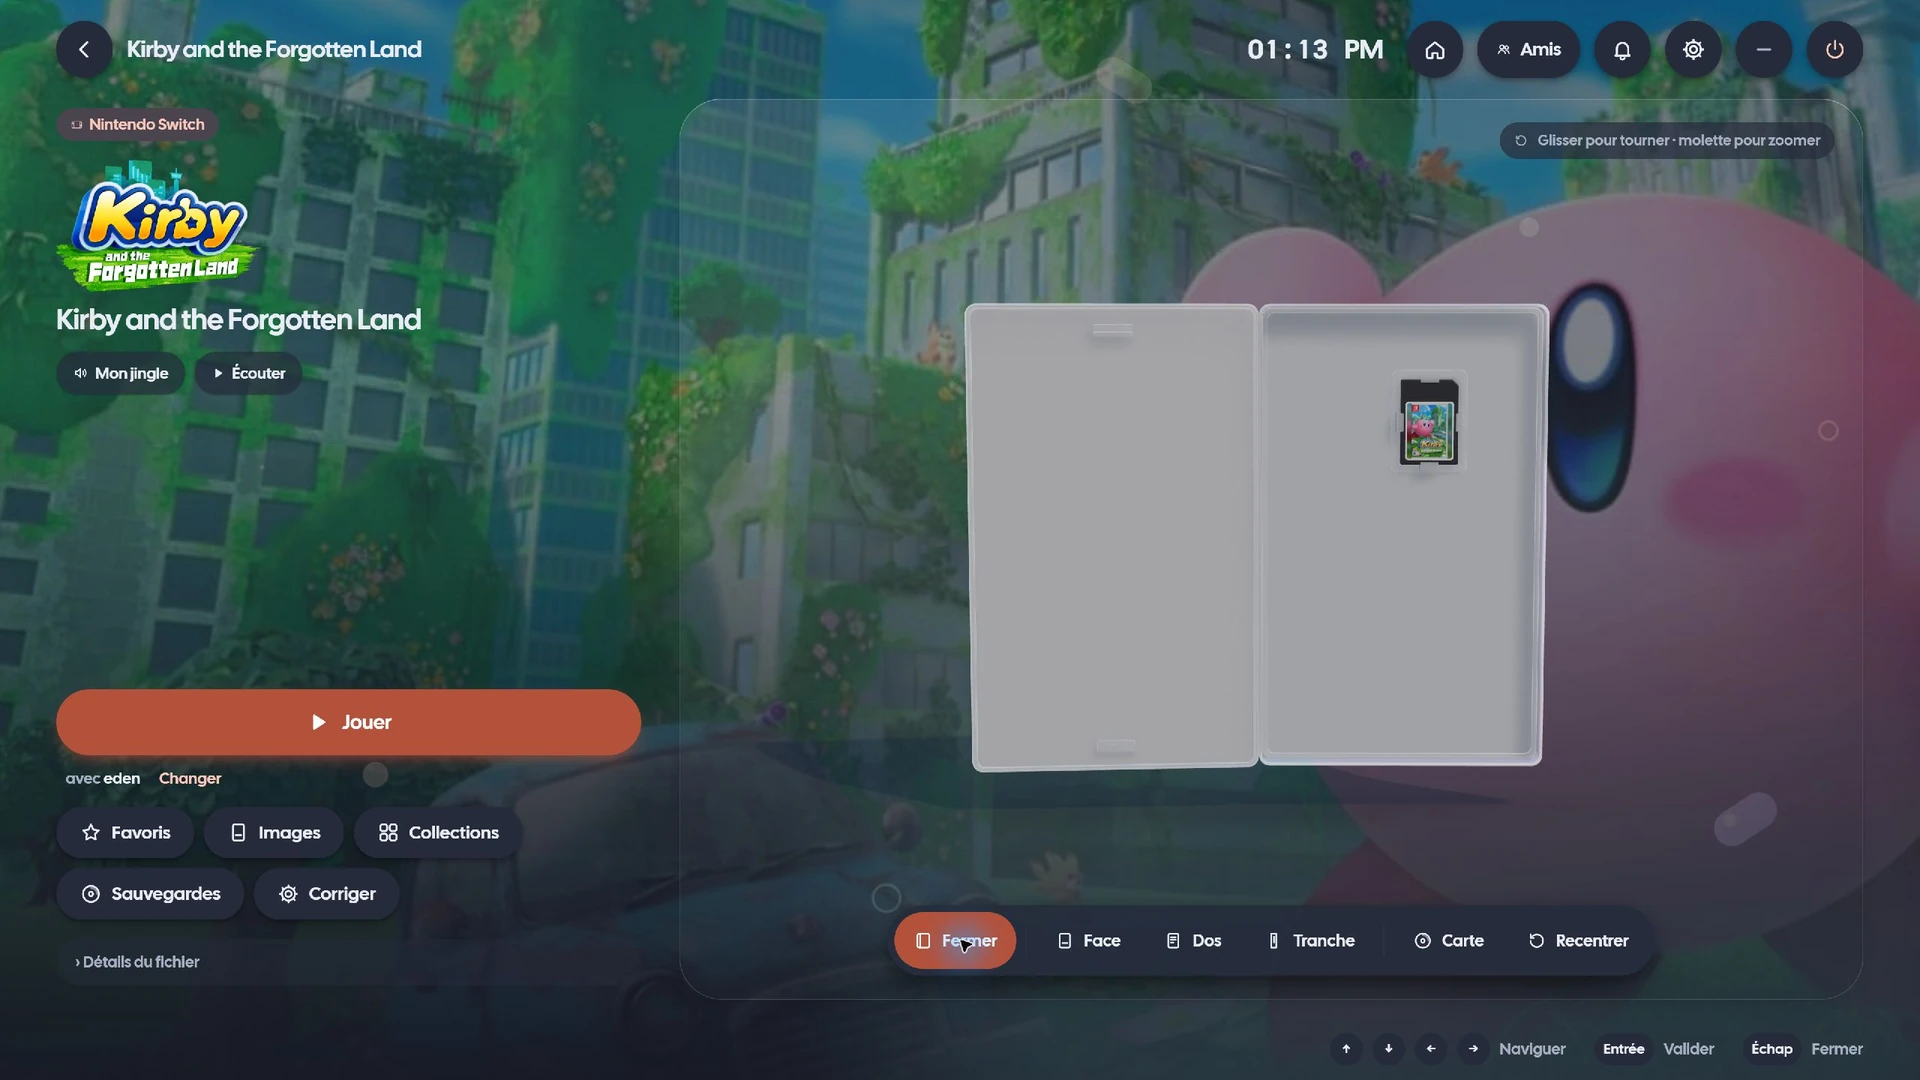 Kirby and the Forgotten Land
01:13 PM
Amis
Nintendo Switch
Glisser pour tourner · molette pour zoomer
Kirby
and the
Forgotten Land
Kirby and the Forgotten Land
Mon jingle
Écouter
Jouer
avec eden Changer
Favoris
Images
Collections
Sauvegardes
Corriger
› Détails du fichier
Fermer
Face
Dos
Tranche
Carte
Recentrer
Naviguer
Entrée Valider
Échap Fermer